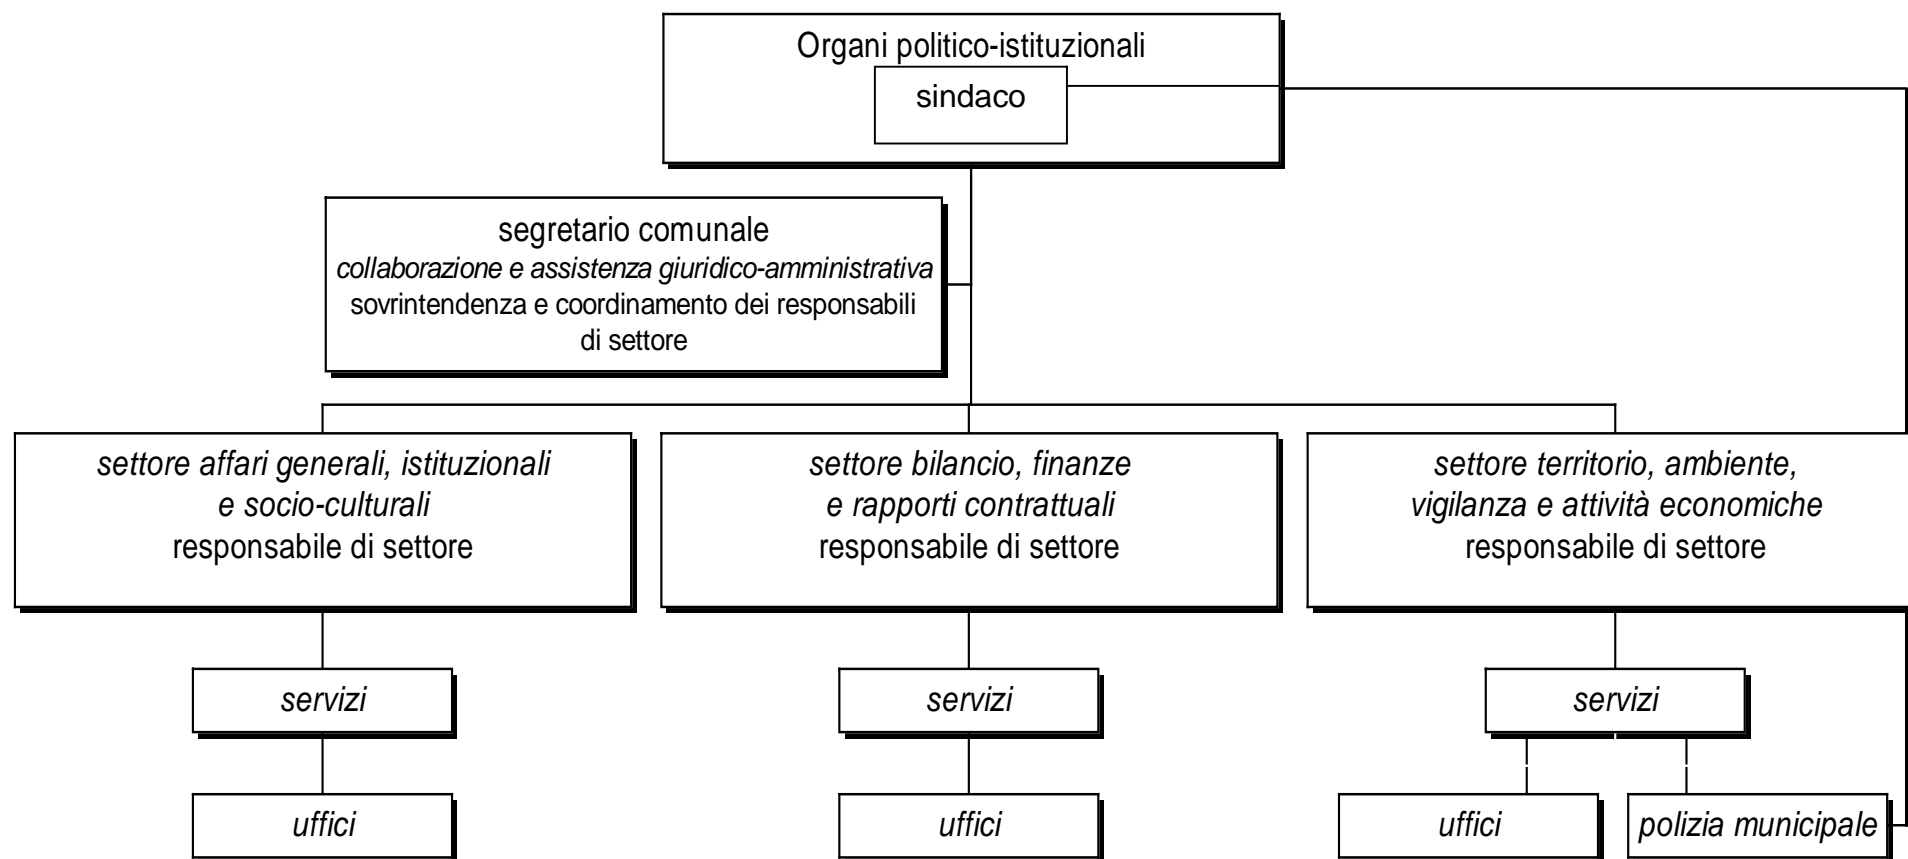 Organi politico-istituzionali
sindaco
segretario comunale
collaborazione e assistenza giuridico-amministrativa
sovrintendenza e coordinamento dei responsabili
di settore
settore affari generali, istituzionali
e socio-culturali
responsabile di settore
settore bilancio, finanze
e rapporti contrattuali
responsabile di settore
settore territorio, ambiente,
vigilanza e attività economiche
responsabile di settore
servizi
servizi
servizi
uffici
uffici
uffici
polizia municipale